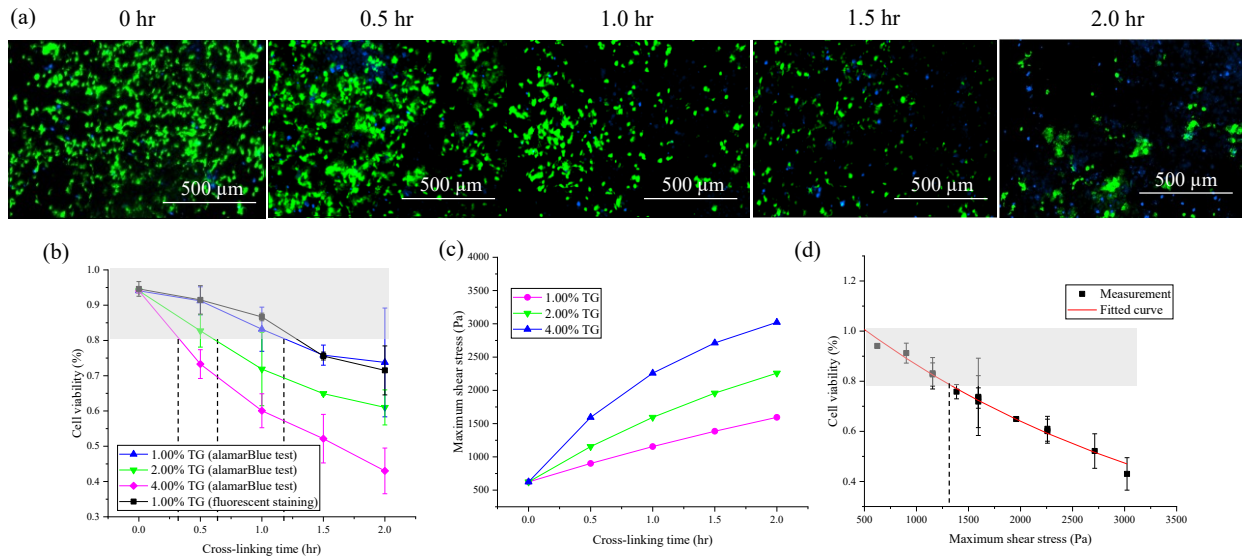 (a)
0 hr
0.5 hr
1.0 hr
1.5 hr
2.0 hr
500 µm
500 µm
500 µm
500 µm
500 µm
(b)
1.0
0.9
0.8
0.7
0.6
0.5
0.4
0.3
Cell viability (%)
1.00% TG (alamarBlue test)
2.00% TG (alamarBlue test)
4.00% TG (alamarBlue test)
1.00% TG (fluorescent staining)
0.0
0.5
1.0
1.5
2.0
Cross-linking time (hr)
(c)
4000
3500
3000
2500
2000
1500
1000
500
Maximum shear stress (Pa)
1.00% TG
2.00% TG
4.00% TG
0.0
0.5
1.0
1.5
2.0
Cross-linking time (hr)
(d)
1.2
1.0
0.8
0.6
0.4
Cell viability (%)
Measurement
Fitted curve
500
1000
1500
2000
2500
3000
3500
Maximum shear stress (Pa)